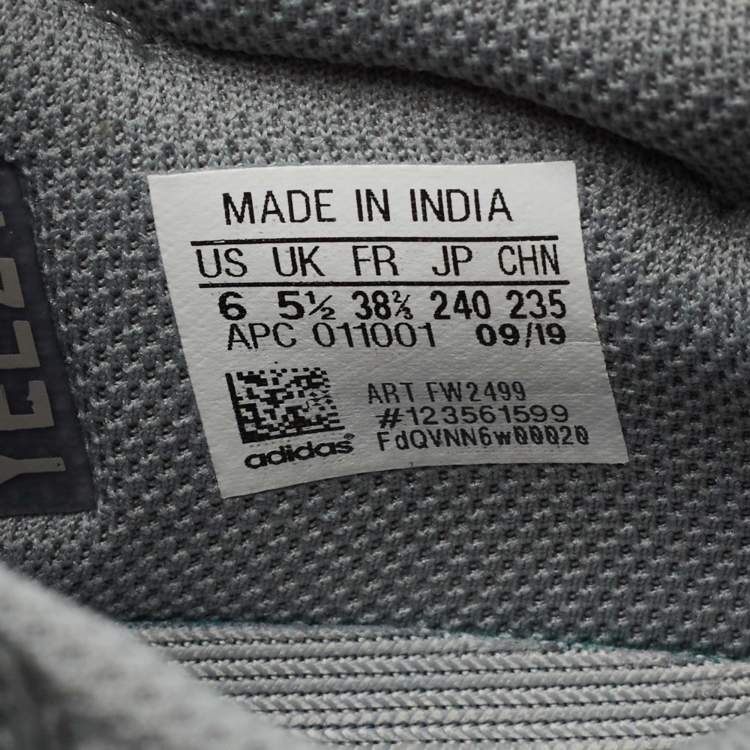 MADE IN INDIA
US UK FR JP CHN
6 5½ 38⅔ 240 235
APC 011001 09/19
ART FW2499
#123561599
FdQVNN6w00020
adidas